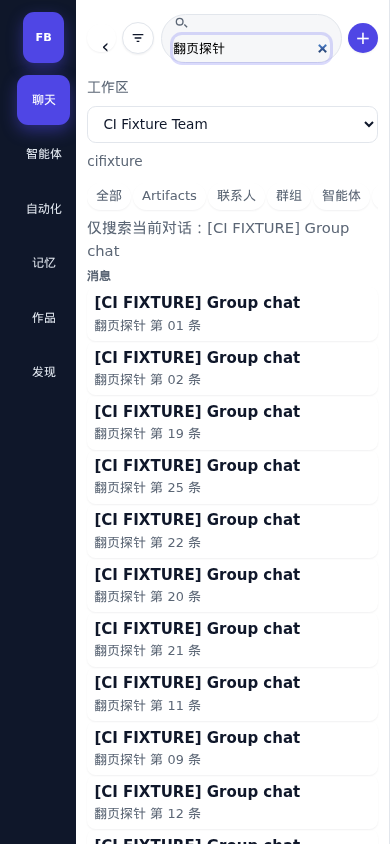 FB
聊天
智能体
自动化
记忆
作品
发现
翻页探针
工作区
CI Fixture Team
cifixture
全部
Artifacts
联系人
群组
智能体
仅搜索当前对话：[CI FIXTURE] Group
chat
消息
[CI FIXTURE] Group chat
翻页探针 第 01 条
[CI FIXTURE] Group chat
翻页探针 第 02 条
[CI FIXTURE] Group chat
翻页探针 第 19 条
[CI FIXTURE] Group chat
翻页探针 第 25 条
[CI FIXTURE] Group chat
翻页探针 第 22 条
[CI FIXTURE] Group chat
翻页探针 第 20 条
[CI FIXTURE] Group chat
翻页探针 第 21 条
[CI FIXTURE] Group chat
翻页探针 第 11 条
[CI FIXTURE] Group chat
翻页探针 第 09 条
[CI FIXTURE] Group chat
翻页探针 第 12 条
[CI FIXTURE] Group chat